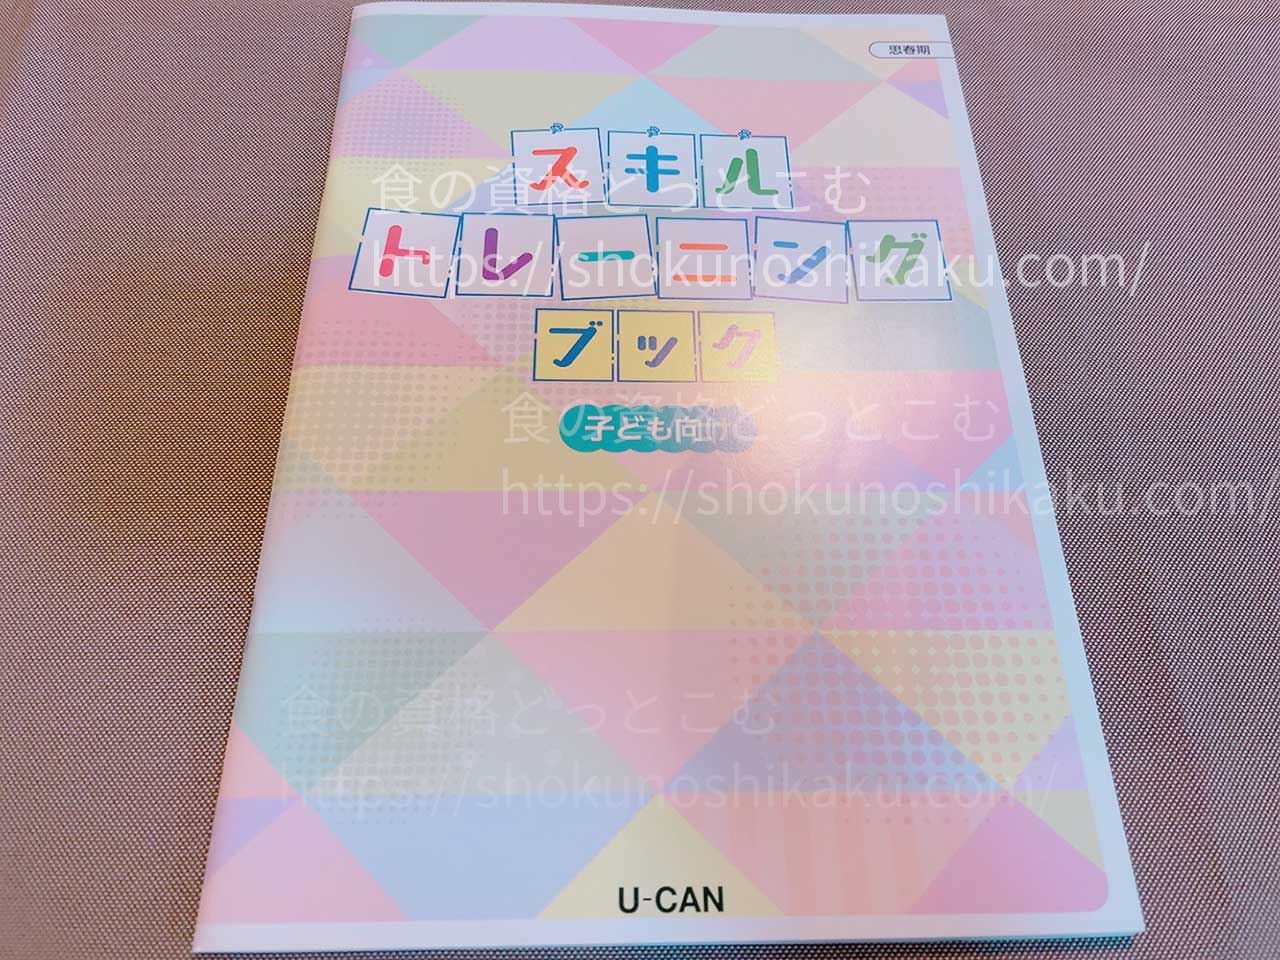 思春期
スキル
食の資格どっとこむ
トレーニング
https://shokunoshikaku.com/
ブック
食の資格どっとこむ
子ども向け
https://shokunoshikaku.com/
食の資格どっとこむ
https://shokunoshikaku.com/
U-CAN